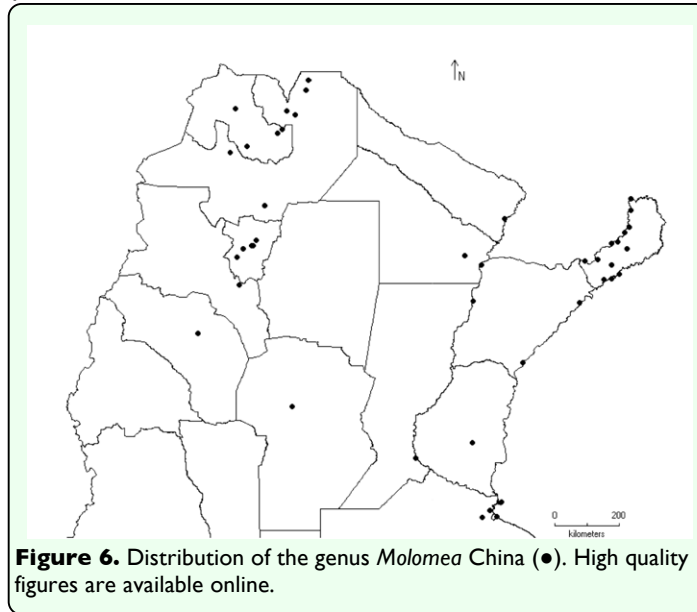 N
0 200
kilometers
Figure 6. Distribution of the genus Molomea China (●). High quality
figures are available online.